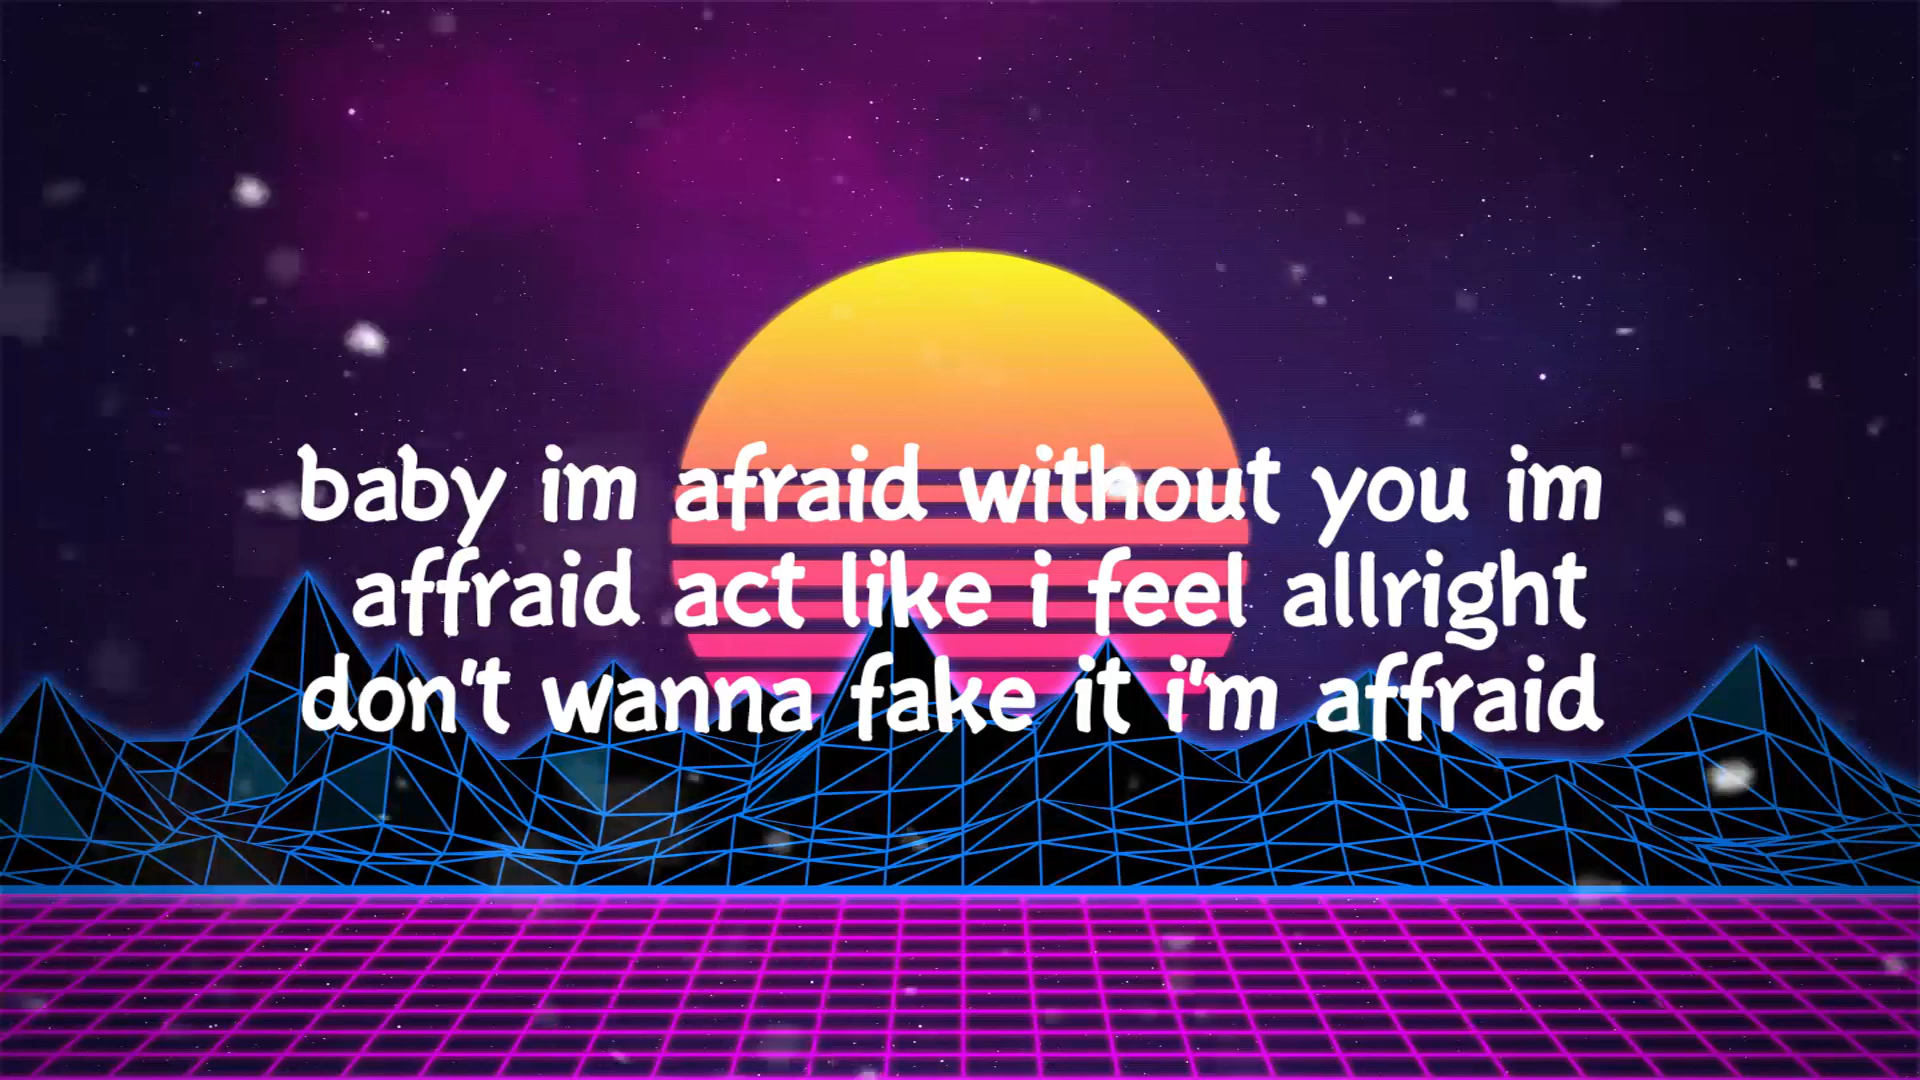 baby im afraid without you im
affraid act like i feel allright
don't wanna fake it i'm affraid